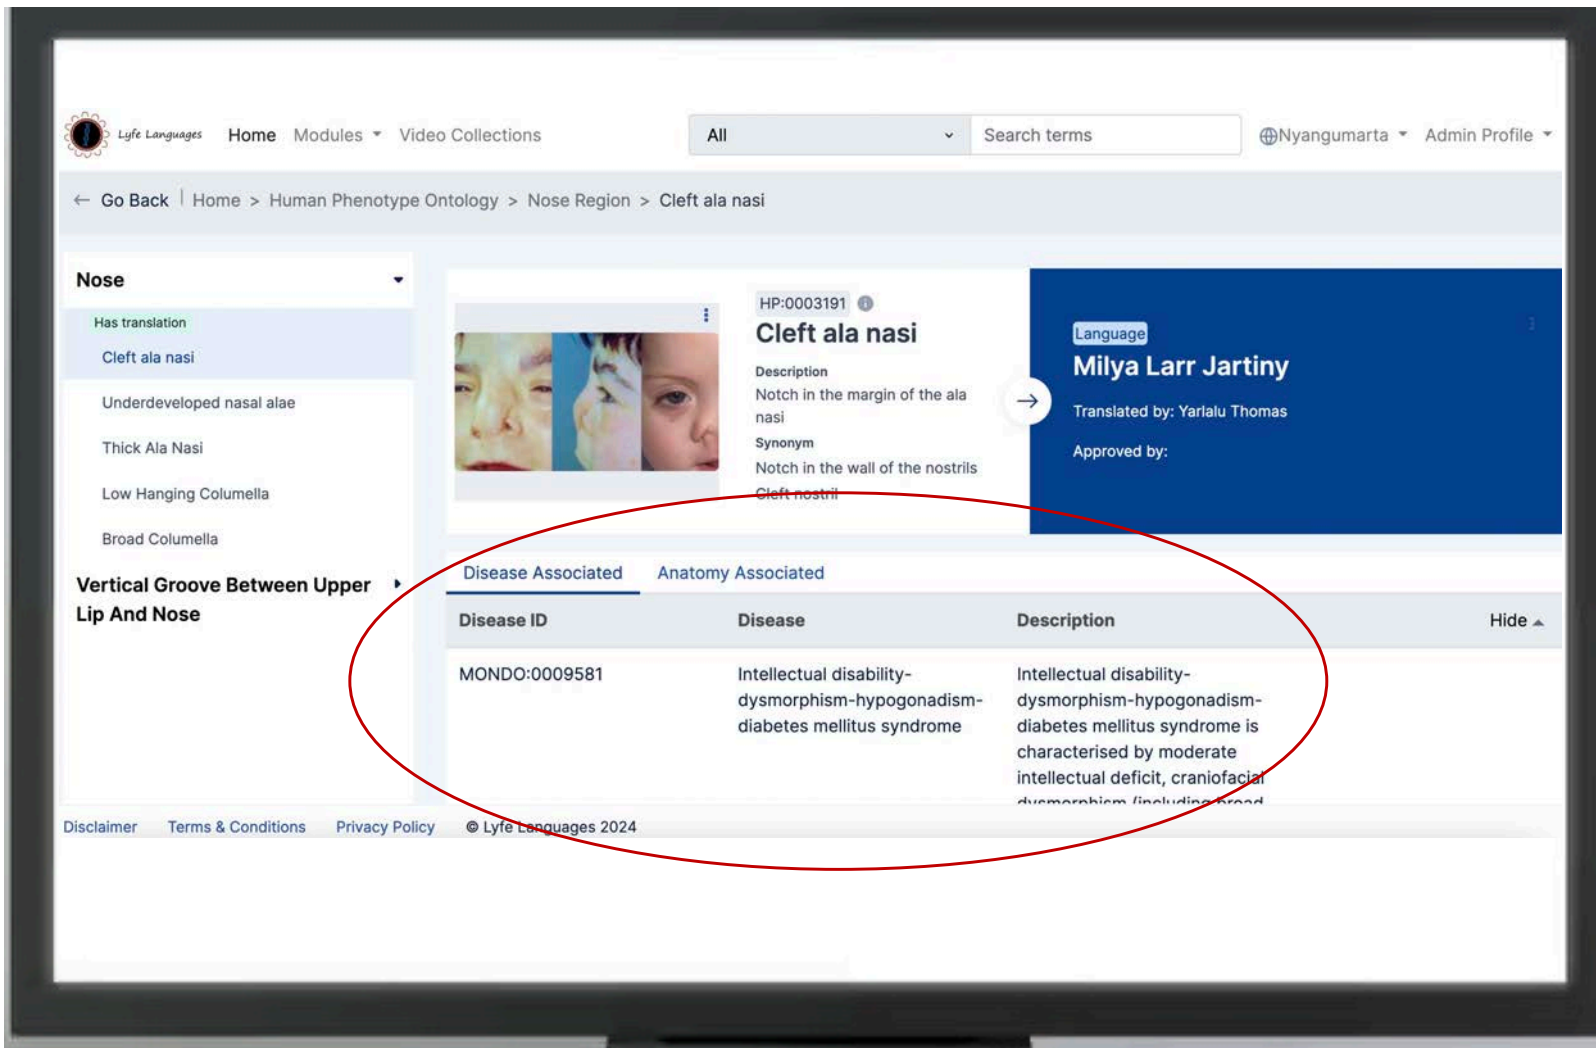 Lyfe Languages Home Modules Video Collections All Search terms Nyangumarta Admin Profile
← Go Back | Home > Human Phenotype Ontology > Nose Region > Cleft ala nasi
Nose
Has translation
Cleft ala nasi
Underdeveloped nasal alae
Thick Ala Nasi
Low Hanging Columella
Broad Columella
Vertical Groove Between Upper
Lip And Nose
HP:0003191
Cleft ala nasi
Description
Notch in the margin of the ala
nasi
Synonym
Notch in the wall of the nostrils
Cleft nostril
→
Language
Milya Larr Jartiny
Translated by: Yarlalu Thomas
Approved by:
Disease Associated Anatomy Associated
Disease ID Disease Description Hide
MONDO:0009581
Intellectual disability-
dysmorphism-hypogonadism-
diabetes mellitus syndrome
Intellectual disability-
dysmorphism-hypogonadism-
diabetes mellitus syndrome is
characterised by moderate
intellectual deficit, craniofacial
dysmorphism (including broad
Disclaimer Terms & Conditions Privacy Policy © Lyfe Languages 2024